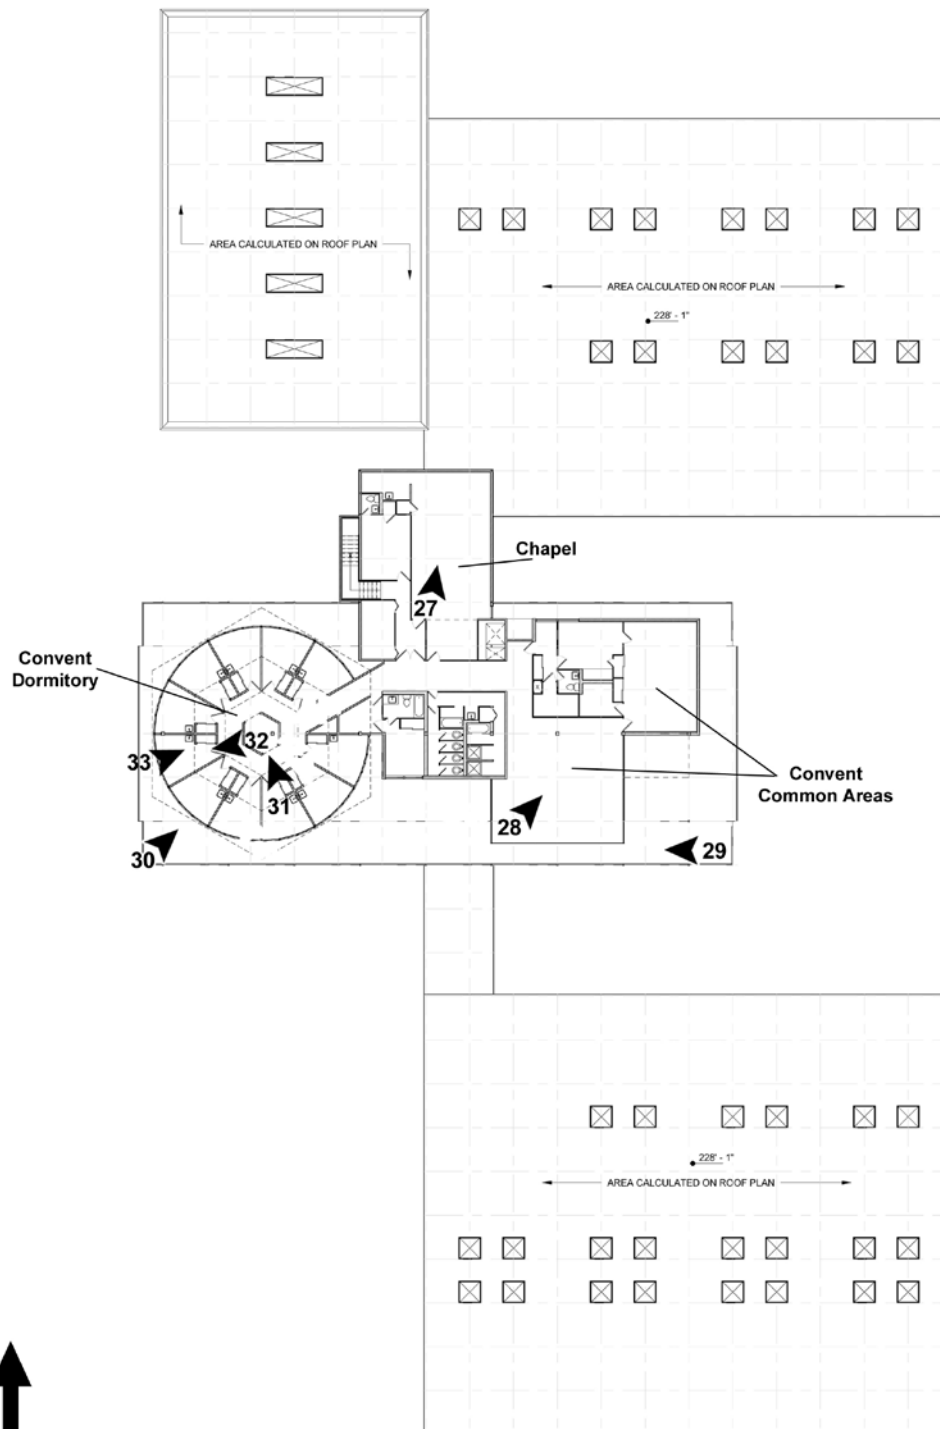 AREA CALCULATED ON ROOF PLAN
AREA CALCULATED ON ROOF PLAN
228' - 1"
Chapel
27
Convent
Dormitory
32
33
31
Convent
Common Areas
28
29
30
228' - 1"
AREA CALCULATED ON ROOF PLAN